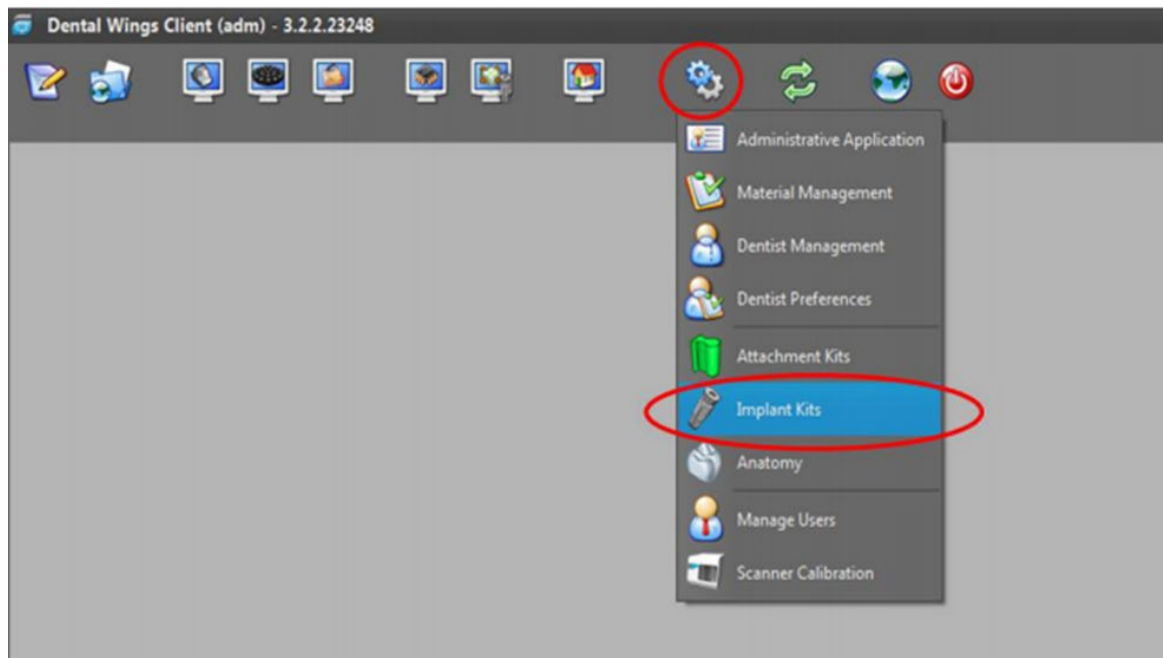 Dental Wings Client (adm) - 3.2.2.23248
Administrative Application
Material Management
Dentist Management
Dentist Preferences
Attachment Kits
Implant Kits
Anatomy
Manage Users
Scanner Calibration